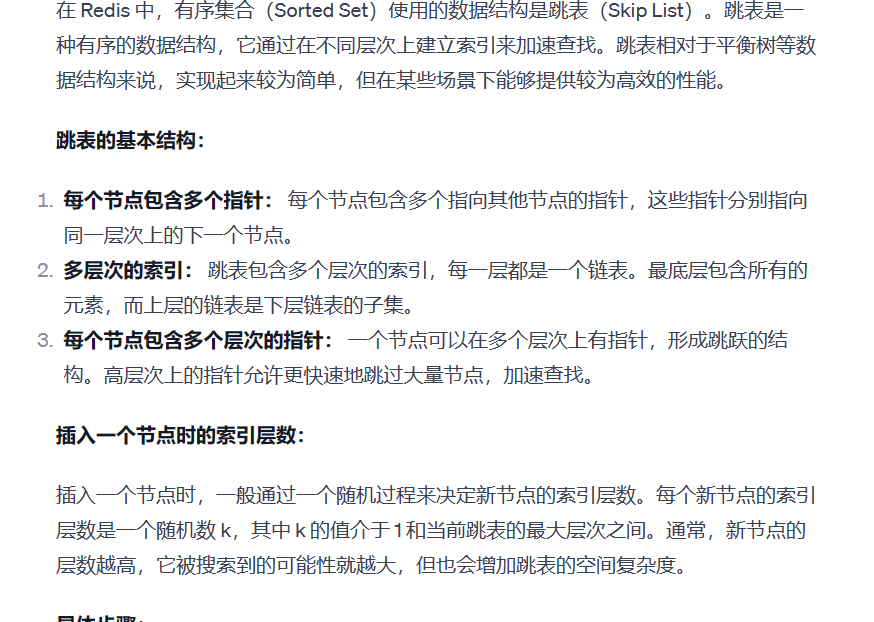 在 Redis 中，有序集合（Sorted Set）使用的数据结构是跳表（Skip List）。跳表是一
种有序的数据结构，它通过在不同层次上建立索引来加速查找。跳表相对于平衡树等数
据结构来说，实现起来较为简单，但在某些场景下能够提供较为高效的性能。
跳表的基本结构：
1. 每个节点包含多个指针： 每个节点包含多个指向其他节点的指针，这些指针分别指向
同一层次上的下一个节点。
2. 多层次的索引： 跳表包含多个层次的索引，每一层都是一个链表。最底层包含所有的
元素，而上层的链表是下层链表的子集。
3. 每个节点包含多个层次的指针： 一个节点可以在多个层次上有指针，形成跳跃的结
构。高层次上的指针允许更快速地跳过大量节点，加速查找。
插入一个节点时的索引层数：
插入一个节点时，一般通过一个随机过程来决定新节点的索引层数。每个新节点的索引
层数是一个随机数 k，其中 k 的值介于 1 和当前跳表的最大层次之间。通常，新节点的
层数越高，它被搜索到的可能性就越大，但也会增加跳表的空间复杂度。